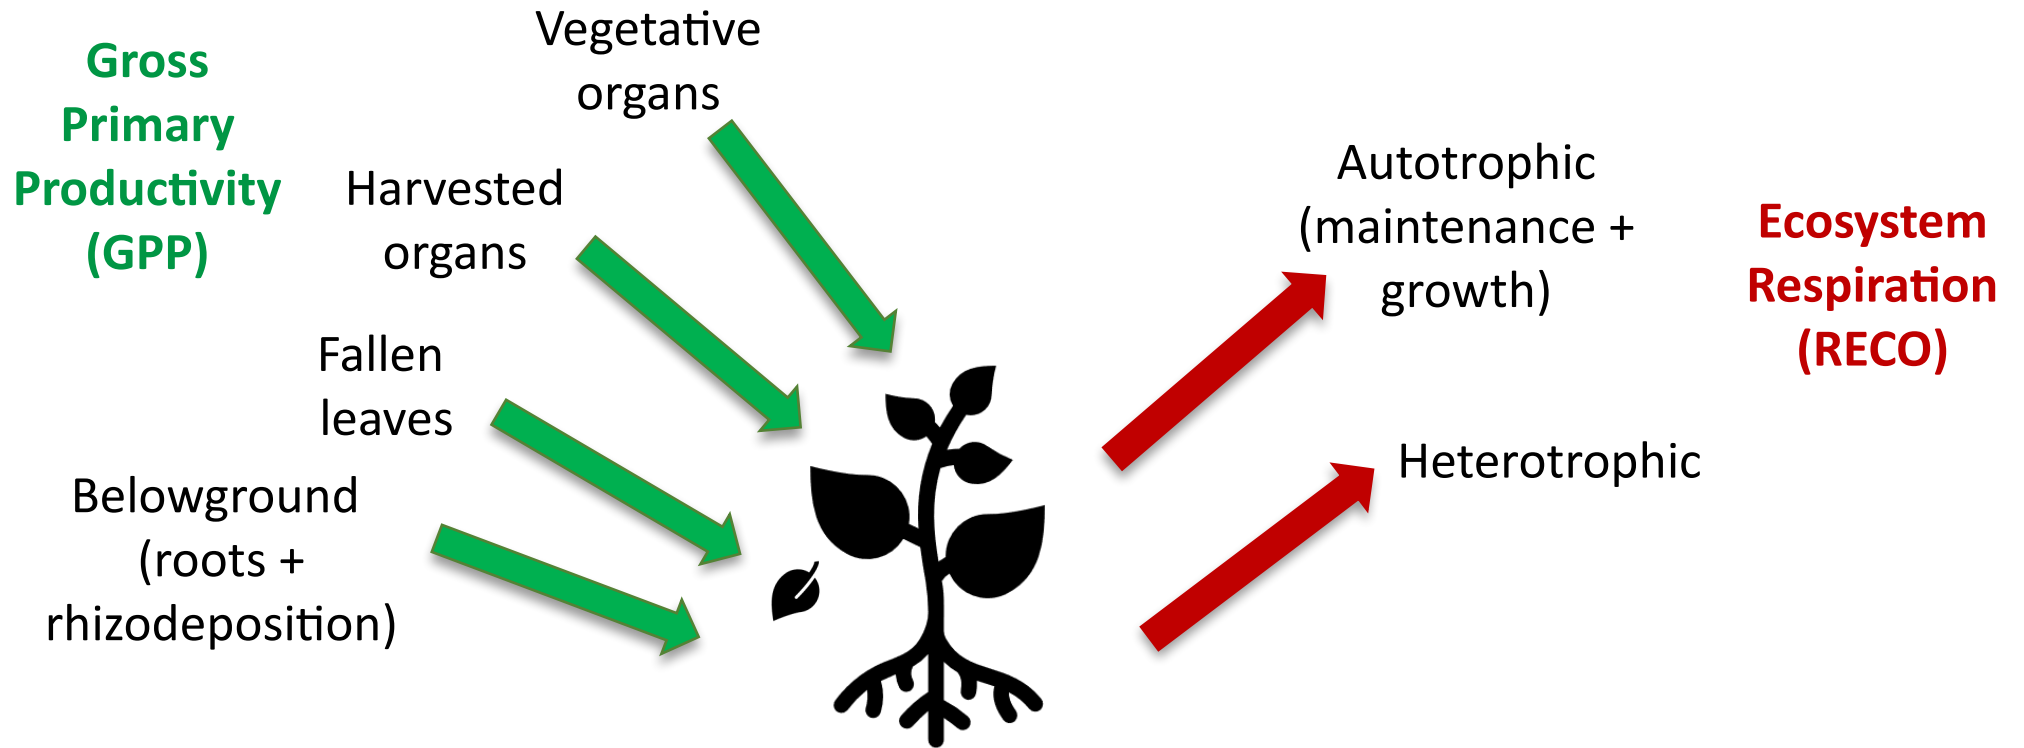 Gross
Primary
Productivity
(GPP)
Vegetative
organs
Harvested
organs
Fallen
leaves
Belowground
(roots +
rhizodeposition)
Autotrophic
(maintenance +
growth)
Heterotrophic
Ecosystem
Respiration
(RECO)